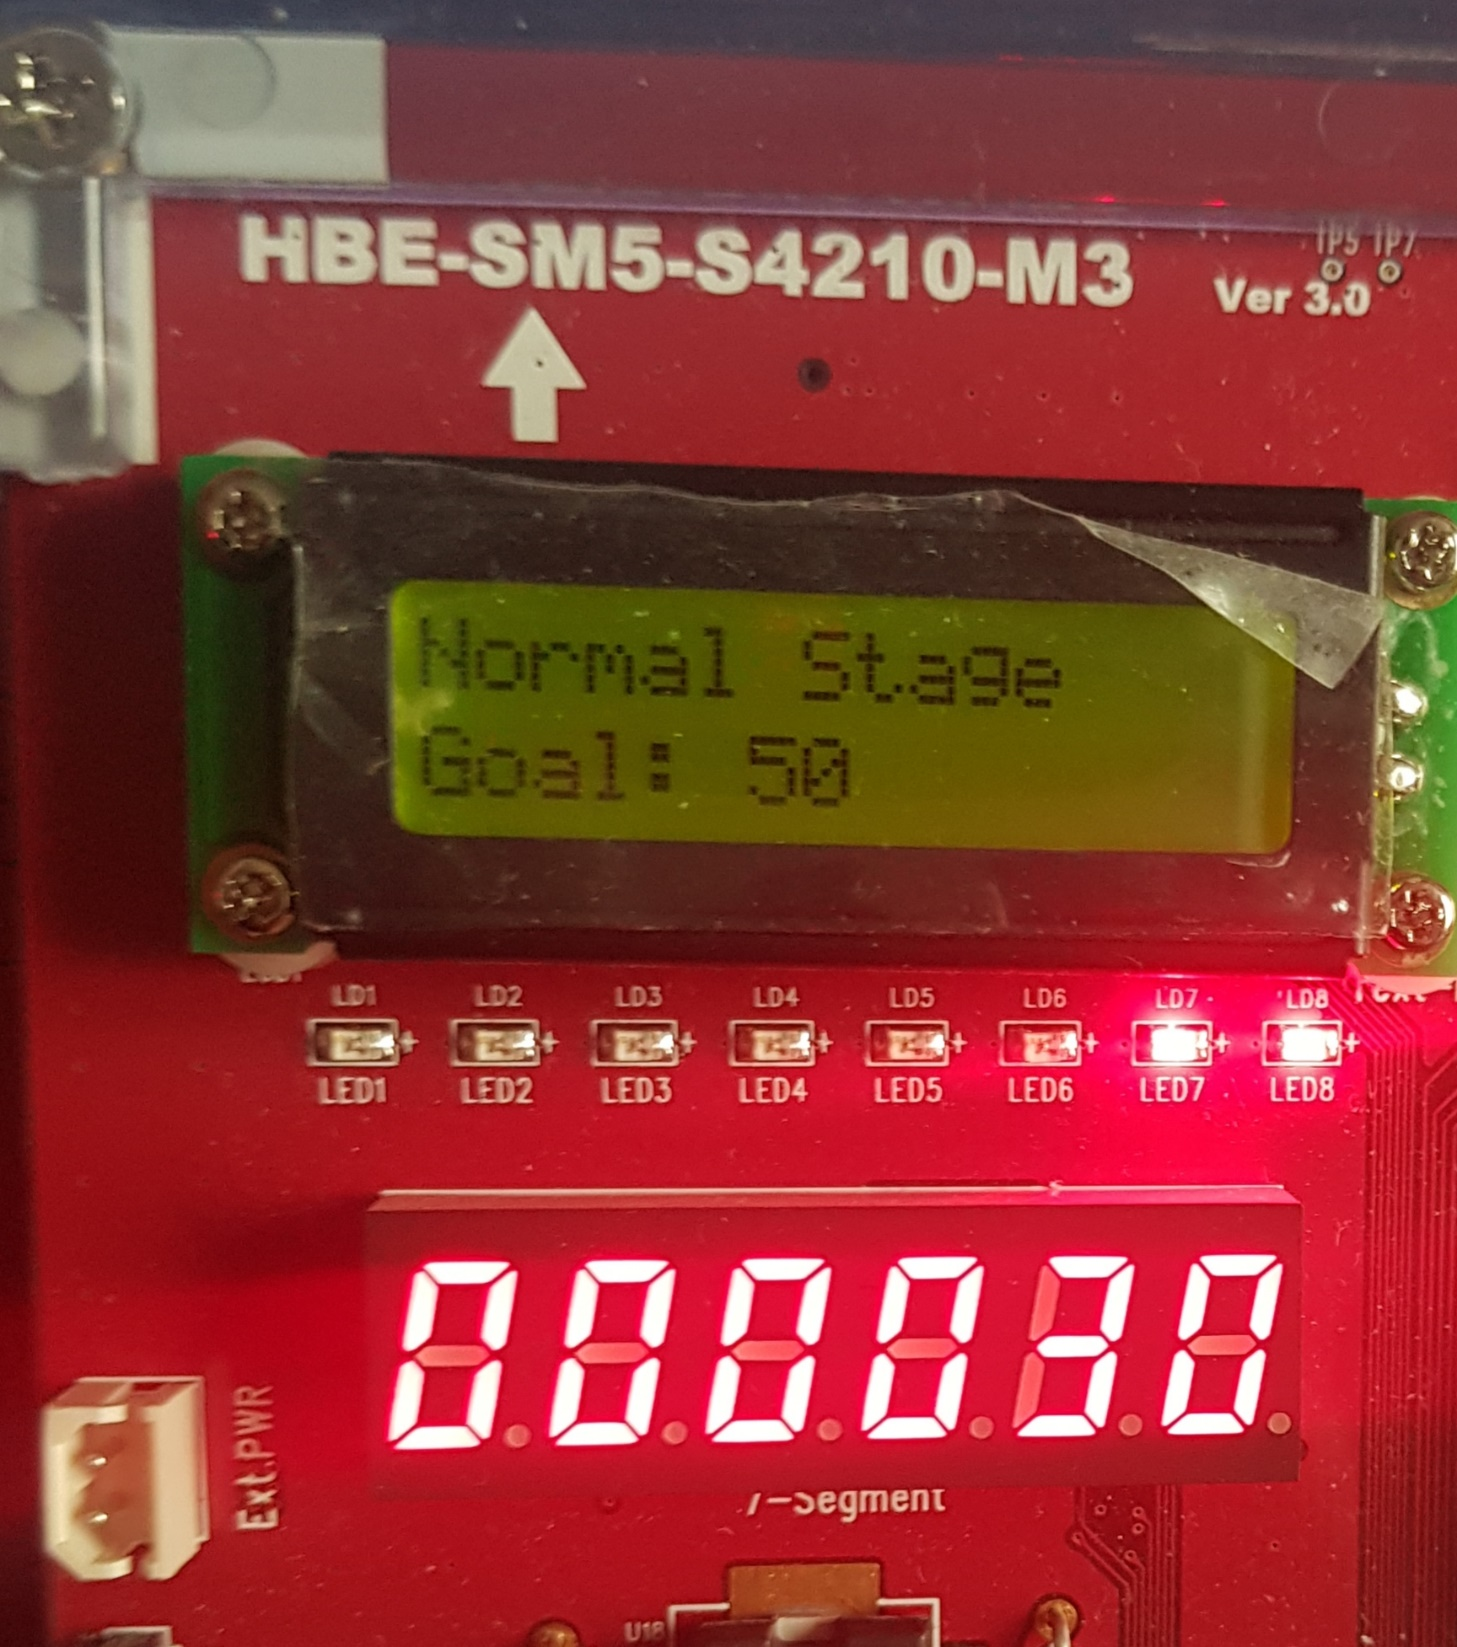 HBE-SM5-S4210-M3
Ver 3.0
TP5 TP7
Normal Stage
Goal: 50
LD1 LD2 LD3 LD4 LD5 LD6 LD7 LD8
LED1 LED2 LED3 LED4 LED5 LED6 LED7 LED8
000030
Ext.PWR
7-Segment
U18